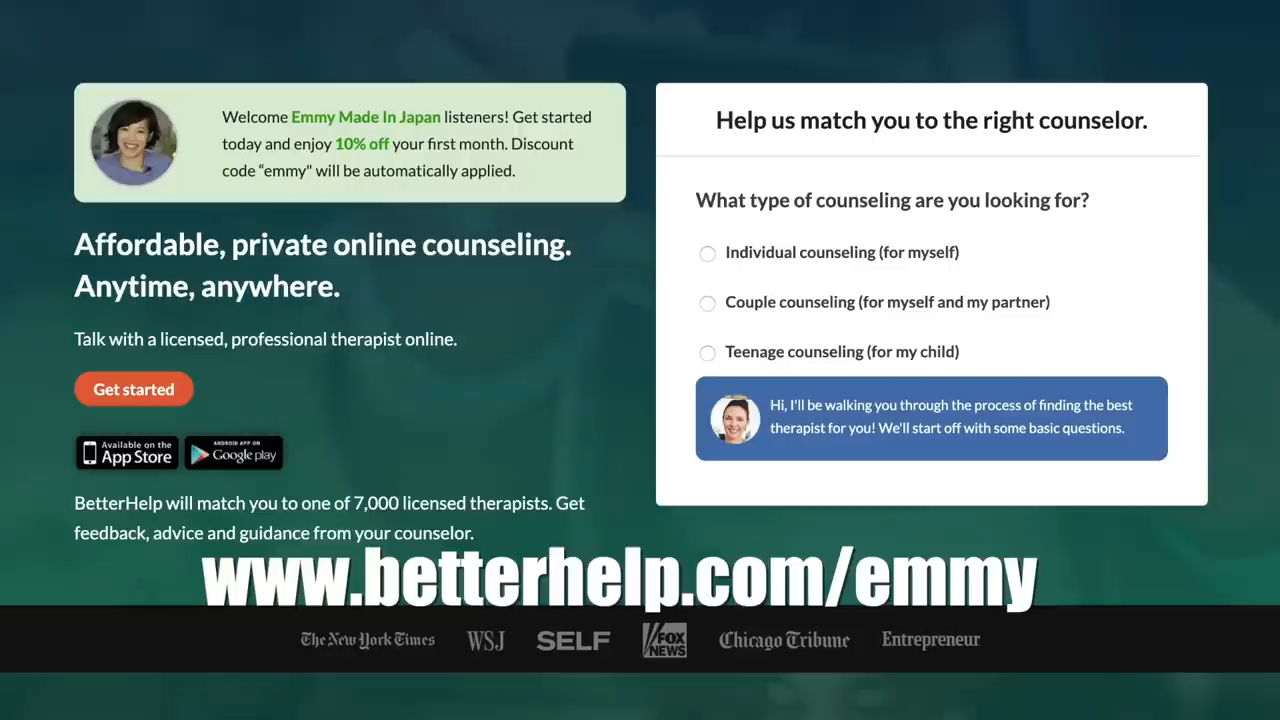 Welcome Emmy Made In Japan listeners! Get started
today and enjoy 10% off your first month. Discount
code “emmy" will be automatically applied.
Affordable, private online counseling.
Anytime, anywhere.
Talk with a licensed, professional therapist online.
Get started
Available on the
App Store
ANDROID APP ON
Google play
BetterHelp will match you to one of 7,000 licensed therapists. Get
feedback, advice and guidance from your counselor.
Help us match you to the right counselor.
What type of counseling are you looking for?
Individual counseling (for myself)
Couple counseling (for myself and my partner)
Teenage counseling (for my child)
Hi, I'll be walking you through the process of finding the best
therapist for you! We'll start off with some basic questions.
www.betterhelp.com/emmy
The New York Times
WSJ
SELF
FOX
NEWS
Chicago Tribune
Entrepreneur